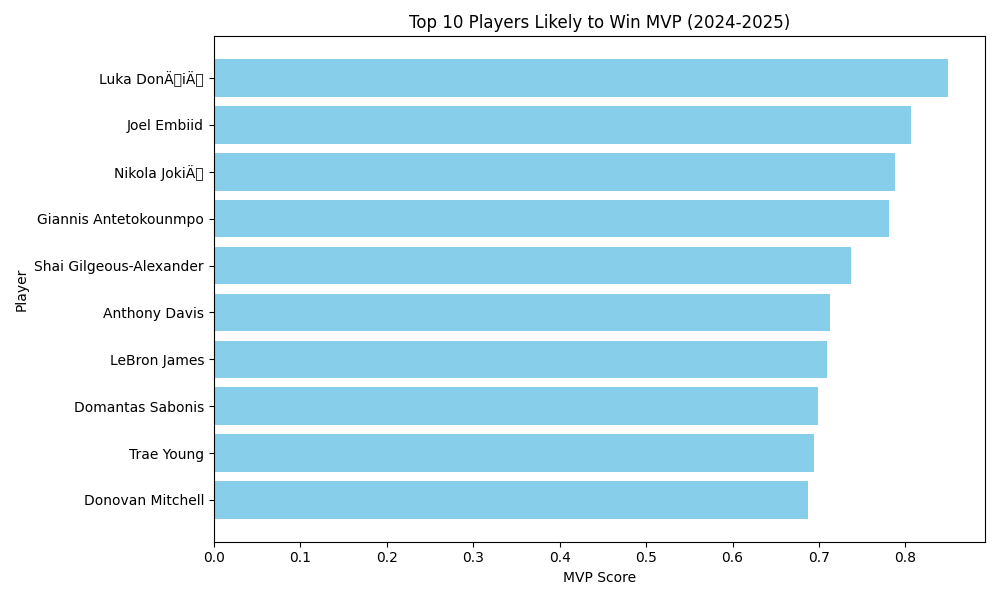 Top 10 Players Likely to Win MVP (2024-2025)
Player
Luka DonÄiÄ
Joel Embiid
Nikola JokiÄ
Giannis Antetokounmpo
Shai Gilgeous-Alexander
Anthony Davis
LeBron James
Domantas Sabonis
Trae Young
Donovan Mitchell
0.0 0.1 0.2 0.3 0.4 0.5 0.6 0.7 0.8
MVP Score